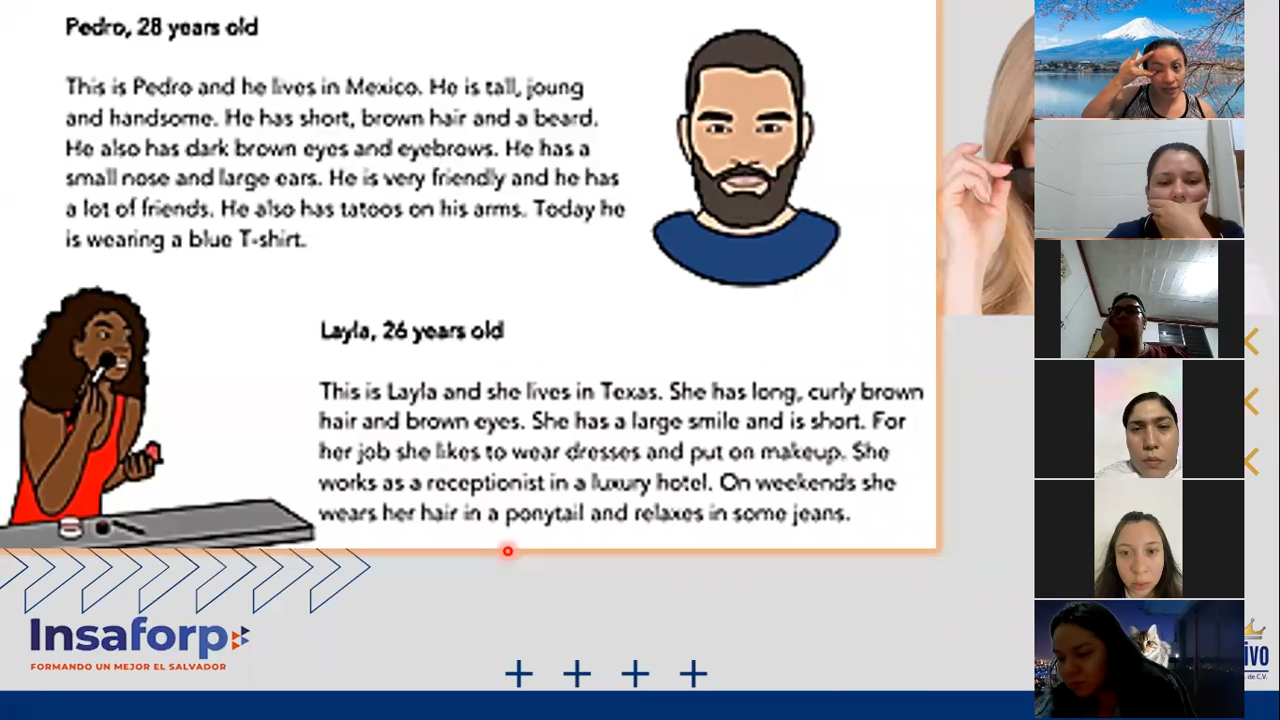 Pedro, 28 years old
This is Pedro and he lives in Mexico. He is tall, joung
and handsome. He has short, brown hair and a beard.
He also has dark brown eyes and eyebrows. He has a
small nose and large ears. He is very friendly and he has
a lot of friends. He also has tatoos on his arms. Today he
is wearing a blue T-shirt.
Layla, 26 years old
This is Layla and she lives in Texas. She has long, curly brown
hair and brown eyes. She has a large smile and is short. For
her job she likes to wear dresses and put on makeup. She
works as a receptionist in a luxury hotel. On weekends she
wears her hair in a ponytail and relaxes in some jeans.
Insaforp
FORMANDO UN MEJOR EL SALVADOR
ivo
de C.V.